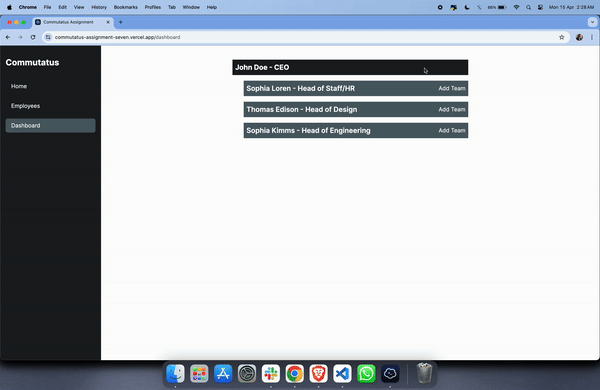 Chrome File Edit View History Bookmarks Profiles Tab Window Help 86% Mon 15 Apr 2:28 AM
Commutatus Assignment
commutatus-assignment-seven.vercel.app/dashboard
Commutatus
Home
Employees
Dashboard
John Doe - CEO
Sophia Loren - Head of Staff/HR Add Team
Thomas Edison - Head of Design Add Team
Sophia Kimms - Head of Engineering Add Team